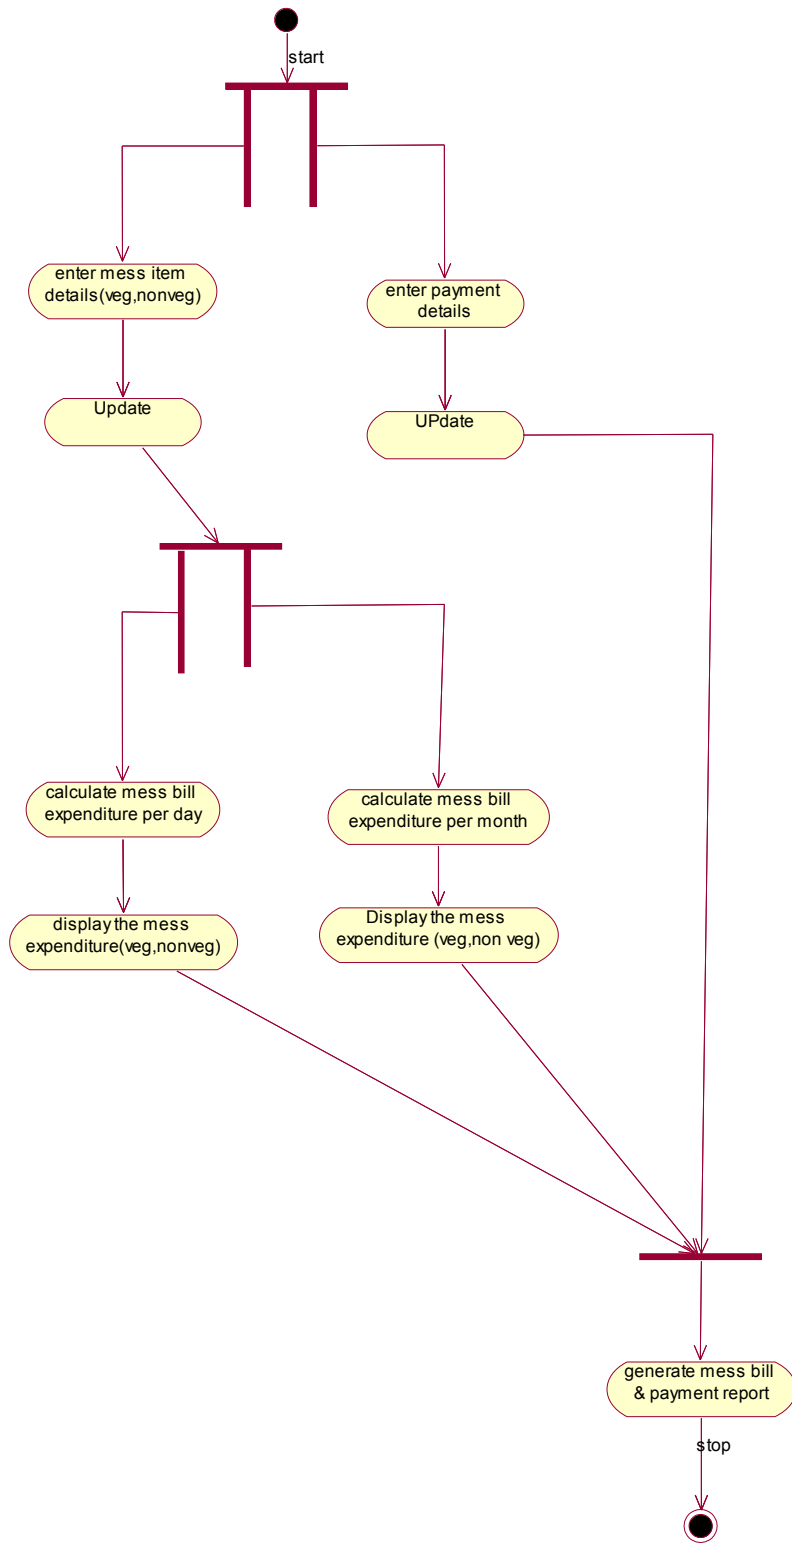 start
enter mess item
details(veg,nonveg)
enter payment
details
Update
UPdate
calculate mess bill
expenditure per day
calculate mess bill
expenditure per month
display the mess
expenditure(veg,nonveg)
Display the mess
expenditure (veg,non veg)
generate mess bill
& payment report
stop